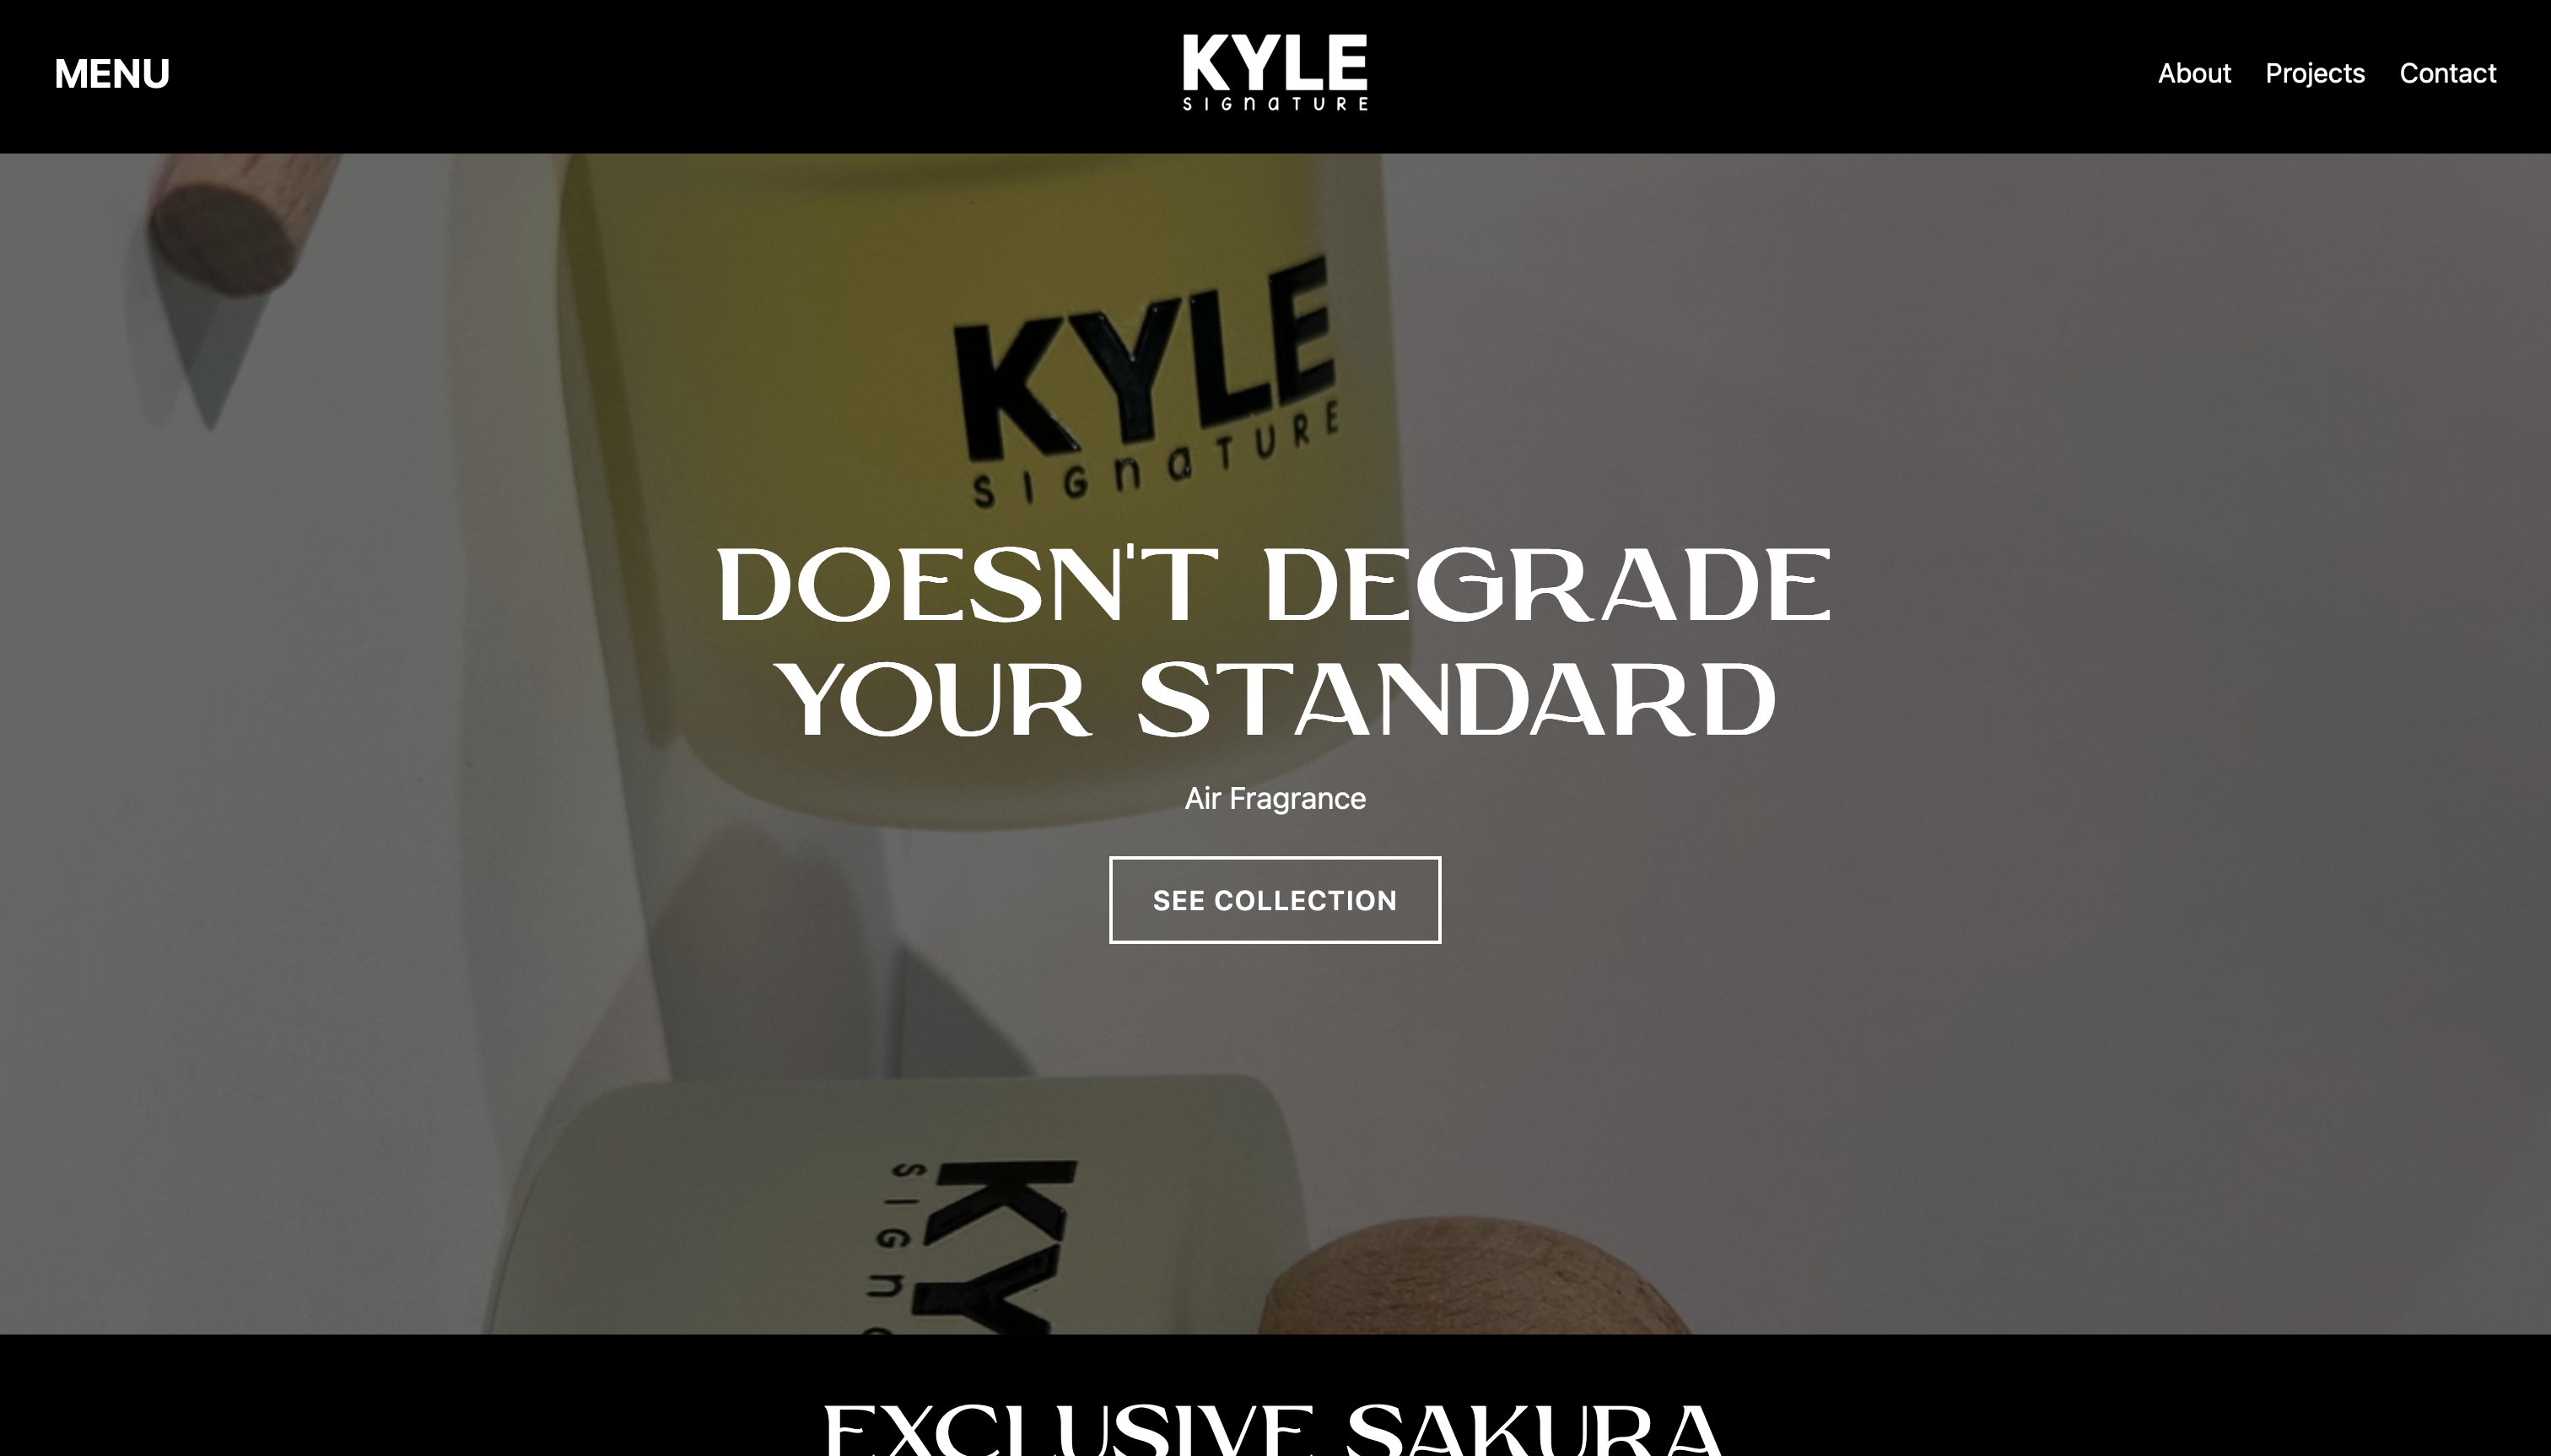 MENU
KYLE
SIGnaTURE
About
Projects
Contact
KYLE
SIGnaTURE
DOESN'T DEGRADE
YOUR STANDARD
Air Fragrance
SEE COLLECTION
KY
SIGn
EXCLUSIVE SAKURA